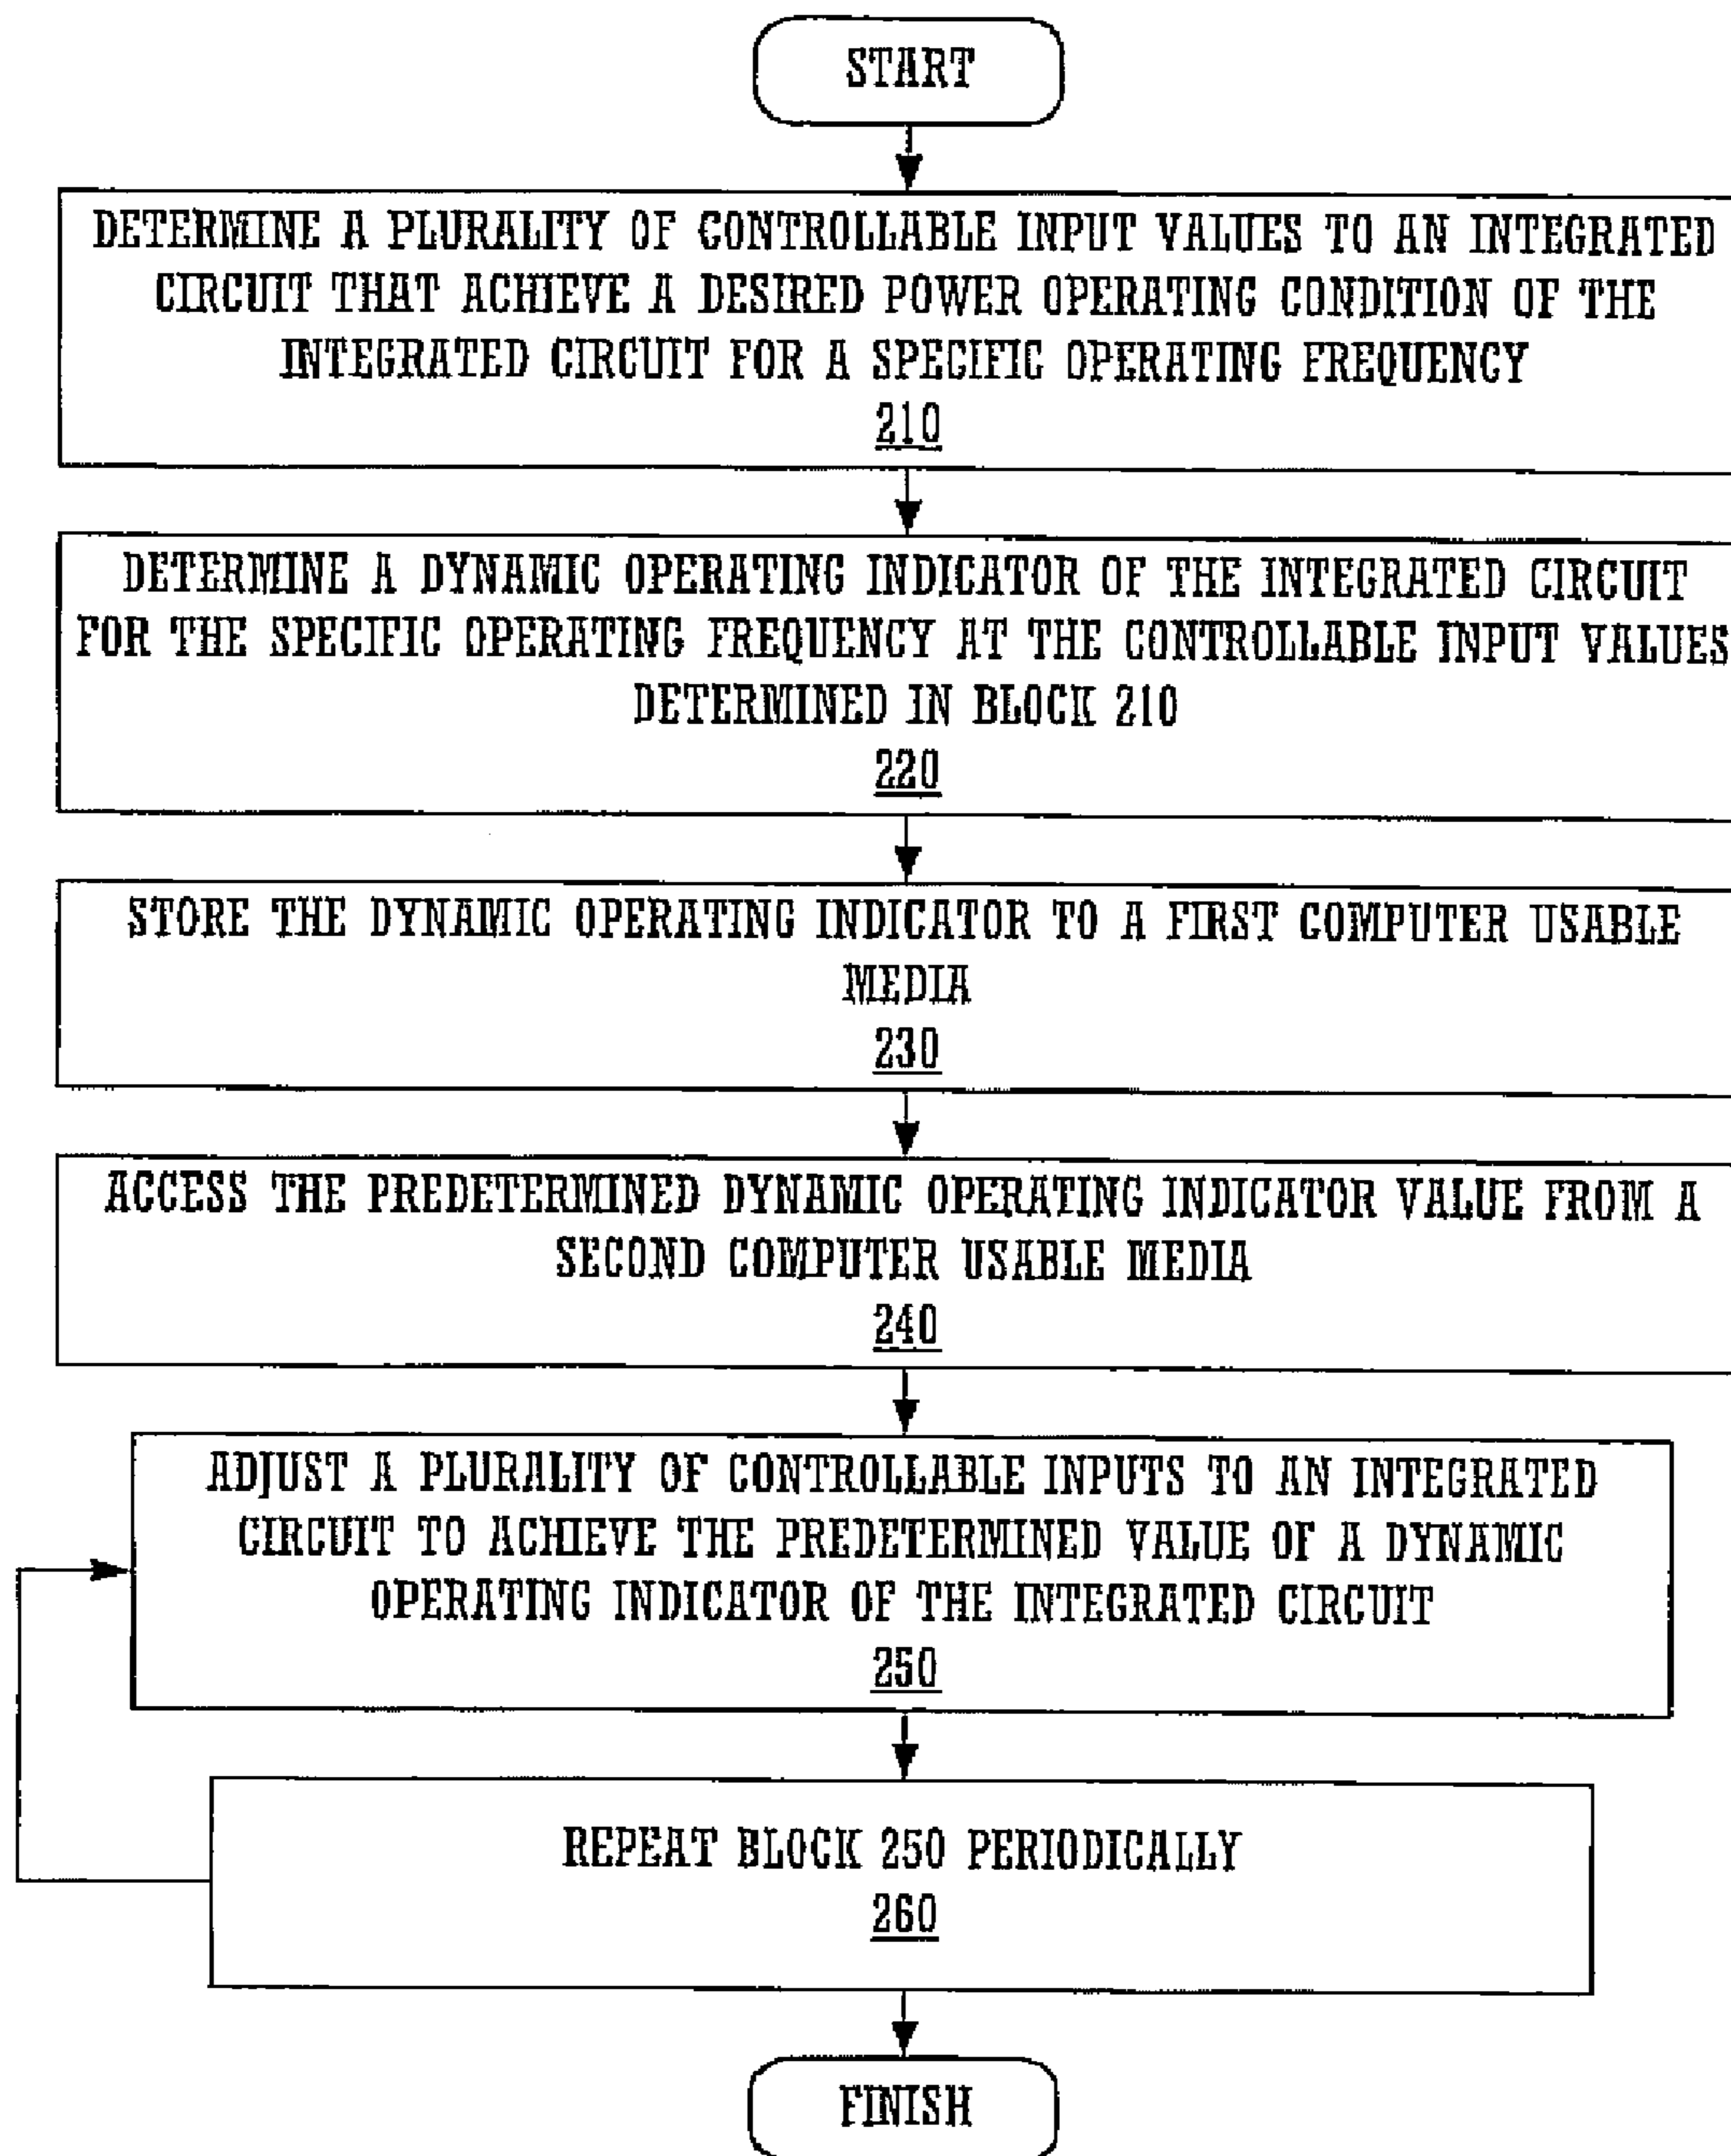 START
DETERMINE A PLURALITY OF CONTROLLABLE INPUT VALUES TO AN INTEGRATED
CIRCUIT THAT ACHIEVE A DESIRED POWER OPERATING CONDITION OF THE
INTEGRATED CIRCUIT FOR A SPECIFIC OPERATING FREQUENCY
210
DETERMINE A DYNAMIC OPERATING INDICATOR OF THE INTEGRATED CIRCUIT
FOR THE SPECIFIC OPERATING FREQUENCY AT THE CONTROLLABLE INPUT VALUES
DETERMINED IN BLOCK 210
220
STORE THE DYNAMIC OPERATING INDICATOR TO A FIRST COMPUTER USABLE
MEDIA
230
ACCESS THE PREDETERMINED DYNAMIC OPERATING INDICATOR VALUE FROM A
SECOND COMPUTER USABLE MEDIA
240
ADJUST A PLURALITY OF CONTROLLABLE INPUTS TO AN INTEGRATED
CIRCUIT TO ACHIEVE THE PREDETERMINED VALUE OF A DYNAMIC
OPERATING INDICATOR OF THE INTEGRATED CIRCUIT
250
REPEAT BLOCK 250 PERIODICALLY
260
FINISH